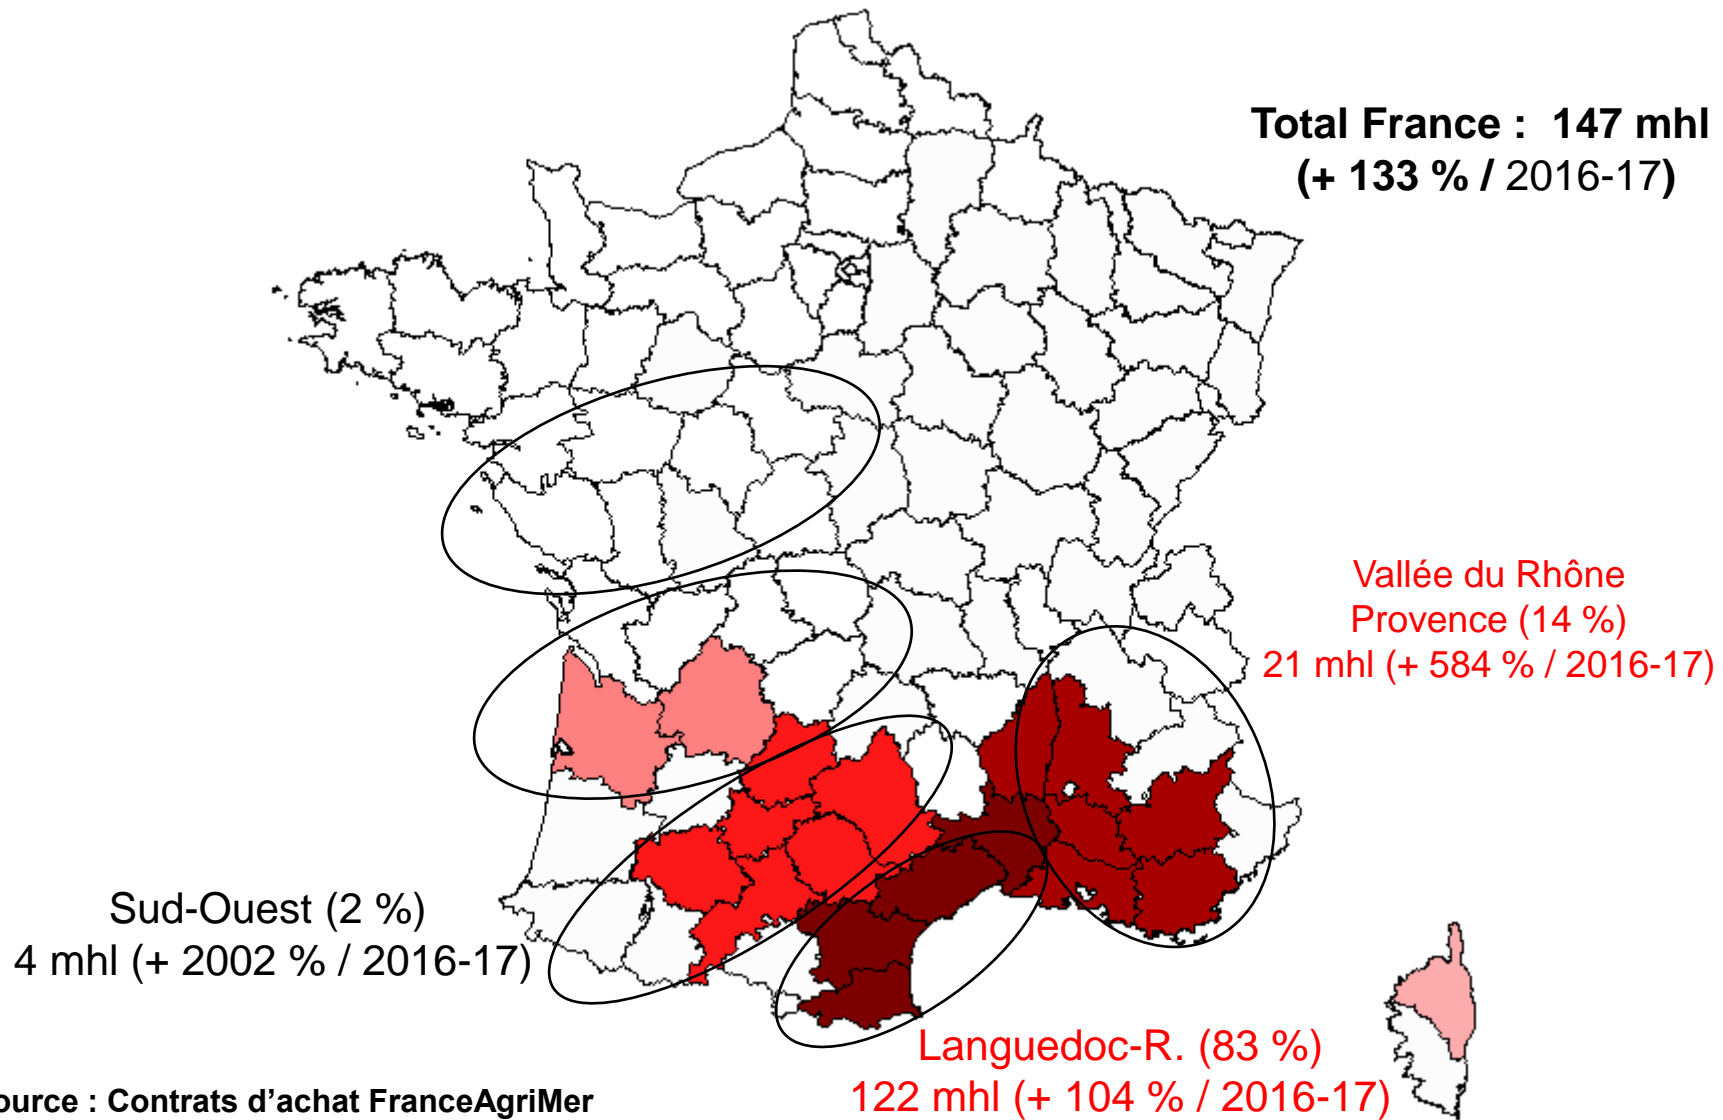 Total France : 147 mhl
(+ 133 % / 2016-17)
Vallée du Rhône
Provence (14 %)
21 mhl (+ 584 % / 2016-17)
Sud-Ouest (2 %)
4 mhl (+ 2002 % / 2016-17)
Languedoc-R. (83 %)
122 mhl (+ 104 % / 2016-17)
ource : Contrats d’achat FranceAgriMer